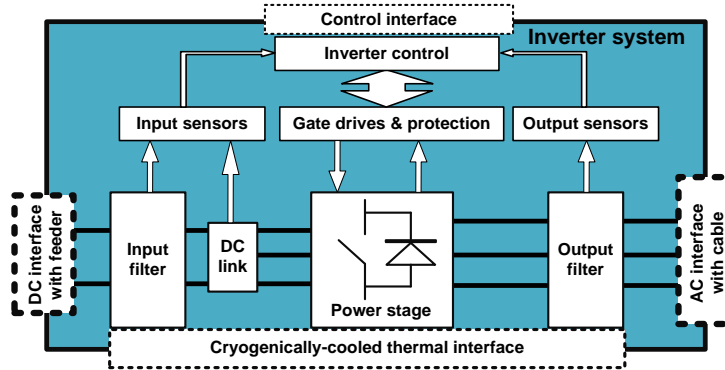 Control interface
Inverter system
Inverter control
Input sensors
Gate drives & protection
Output sensors
DC interface
with feeder
Input
filter
DC
link
Power stage
Output
filter
AC interface
with cable
Cryogenically-cooled thermal interface